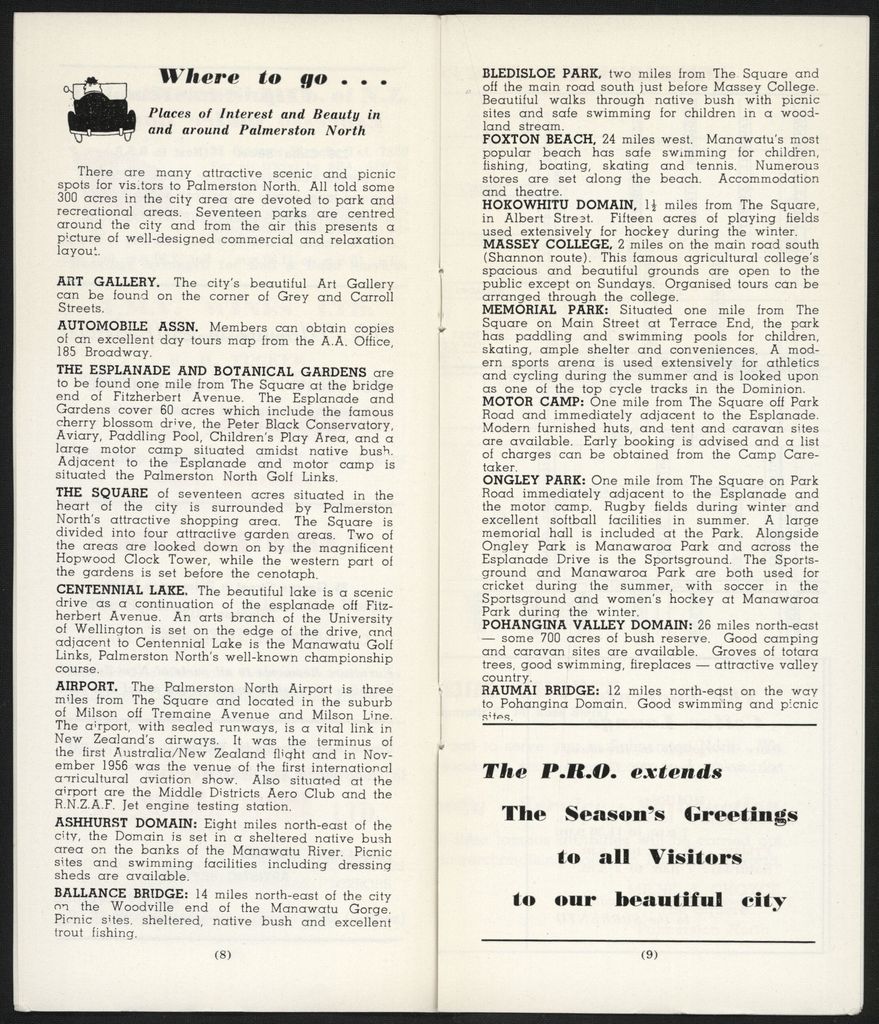 Where to go . . .
Places of Interest and Beauty in
and around Palmerston North
There are many attractive scenic and picnic
spots for visitors to Palmerston North. All told some
300 acres in the city area are devoted to park and
recreational areas. Seventeen parks are centred
around the city and from the air this presents a
picture of well-designed commercial and relaxation
layout.
ART GALLERY. The city's beautiful Art Gallery
can be found on the corner of Grey and Carroll
Streets.
AUTOMOBILE ASSN. Members can obtain copies
of an excellent day tours map from the A.A. Office,
185 Broadway.
THE ESPLANADE AND BOTANICAL GARDENS are
to be found one mile from The Square at the bridge
end of Fitzherbert Avenue. The Esplanade and
Gardens cover 60 acres which include the famous
cherry blossom drive, the Peter Black Conservatory,
Aviary, Paddling Pool, Children's Play Area, and a
large motor camp situated amidst native bush.
Adjacent to the Esplanade and motor camp is
situated the Palmerston North Golf Links.
THE SQUARE of seventeen acres situated in the
heart of the city is surrounded by Palmerston
North's attractive shopping area. The Square is
divided into four attractive garden areas. Two of
the areas are looked down on by the magnificent
Hopwood Clock Tower, while the western part of
the gardens is set before the cenotaph.
CENTENNIAL LAKE. The beautiful lake is a scenic
drive as a continuation of the esplanade off Fitz-
herbert Avenue. An arts branch of the University
of Wellington is set on the edge of the drive, and
adjacent to Centennial Lake is the Manawatu Golf
Links, Palmerston North's well-known championship
course.
AIRPORT. The Palmerston North Airport is three
miles from The Square and located in the suburb
of Milson off Tremaine Avenue and Milson Line.
The airport, with sealed runways, is a vital link in
New Zealand's airways. It was the terminus of
the first Australia/New Zealand flight and in Nov-
ember 1956 was the venue of the first international
agricultural aviation show. Also situated at the
airport are the Middle Districts Aero Club and the
R.N.Z.A.F. Jet engine testing station.
ASHHURST DOMAIN: Eight miles north-east of the
city, the Domain is set in a sheltered native bush
area on the banks of the Manawatu River. Picnic
sites and swimming facilities including dressing
sheds are available.
BALLANCE BRIDGE: 14 miles north-east of the city
on the Woodville end of the Manawatu Gorge.
Picnic sites, sheltered, native bush and excellent
trout fishing.
(8)
BLEDISLOE PARK, two miles from The Square and
off the main road south just before Massey College.
Beautiful walks through native bush with picnic
sites and safe swimming for children in a wood-
land stream.
FOXTON BEACH, 24 miles west. Manawatu's most
popular beach has safe swimming for children,
fishing, boating, skating and tennis. Numerous
stores are set along the beach. Accommodation
and theatre.
HOKOWHITU DOMAIN, 1½ miles from The Square,
in Albert Street. Fifteen acres of playing fields
used extensively for hockey during the winter.
MASSEY COLLEGE, 2 miles on the main road south
(Shannon route). This famous agricultural college's
spacious and beautiful grounds are open to the
public except on Sundays. Organised tours can be
arranged through the college.
MEMORIAL PARK: Situated one mile from The
Square on Main Street at Terrace End, the park
has paddling and swimming pools for children,
skating, ample shelter and conveniences. A mod-
ern sports arena is used extensively for athletics
and cycling during the summer and is looked upon
as one of the top cycle tracks in the Dominion.
MOTOR CAMP: One mile from The Square off Park
Road and immediately adjacent to the Esplanade.
Modern furnished huts, and tent and caravan sites
are available. Early booking is advised and a list
of charges can be obtained from the Camp Care-
taker.
ONGLEY PARK: One mile from The Square on Park
Road immediately adjacent to the Esplanade and
the motor camp. Rugby fields during winter and
excellent softball facilities in summer. A large
memorial hall is included at the Park. Alongside
Ongley Park is Manawaroa Park and across the
Esplanade Drive is the Sportsground. The Sports-
ground and Manawaroa Park are both used for
cricket during the summer, with soccer in the
Sportsground and women's hockey at Manawaroa
Park during the winter.
POHANGINA VALLEY DOMAIN: 26 miles north-east
— some 700 acres of bush reserve. Good camping
and caravan sites are available. Groves of totara
trees, good swimming, fireplaces — attractive valley
country.
RAUMAI BRIDGE: 12 miles north-east on the way
to Pohangina Domain. Good swimming and picnic
sites.
The P.R.O. extends
The Season's Greetings
to all Visitors
to our beautiful city
(9)